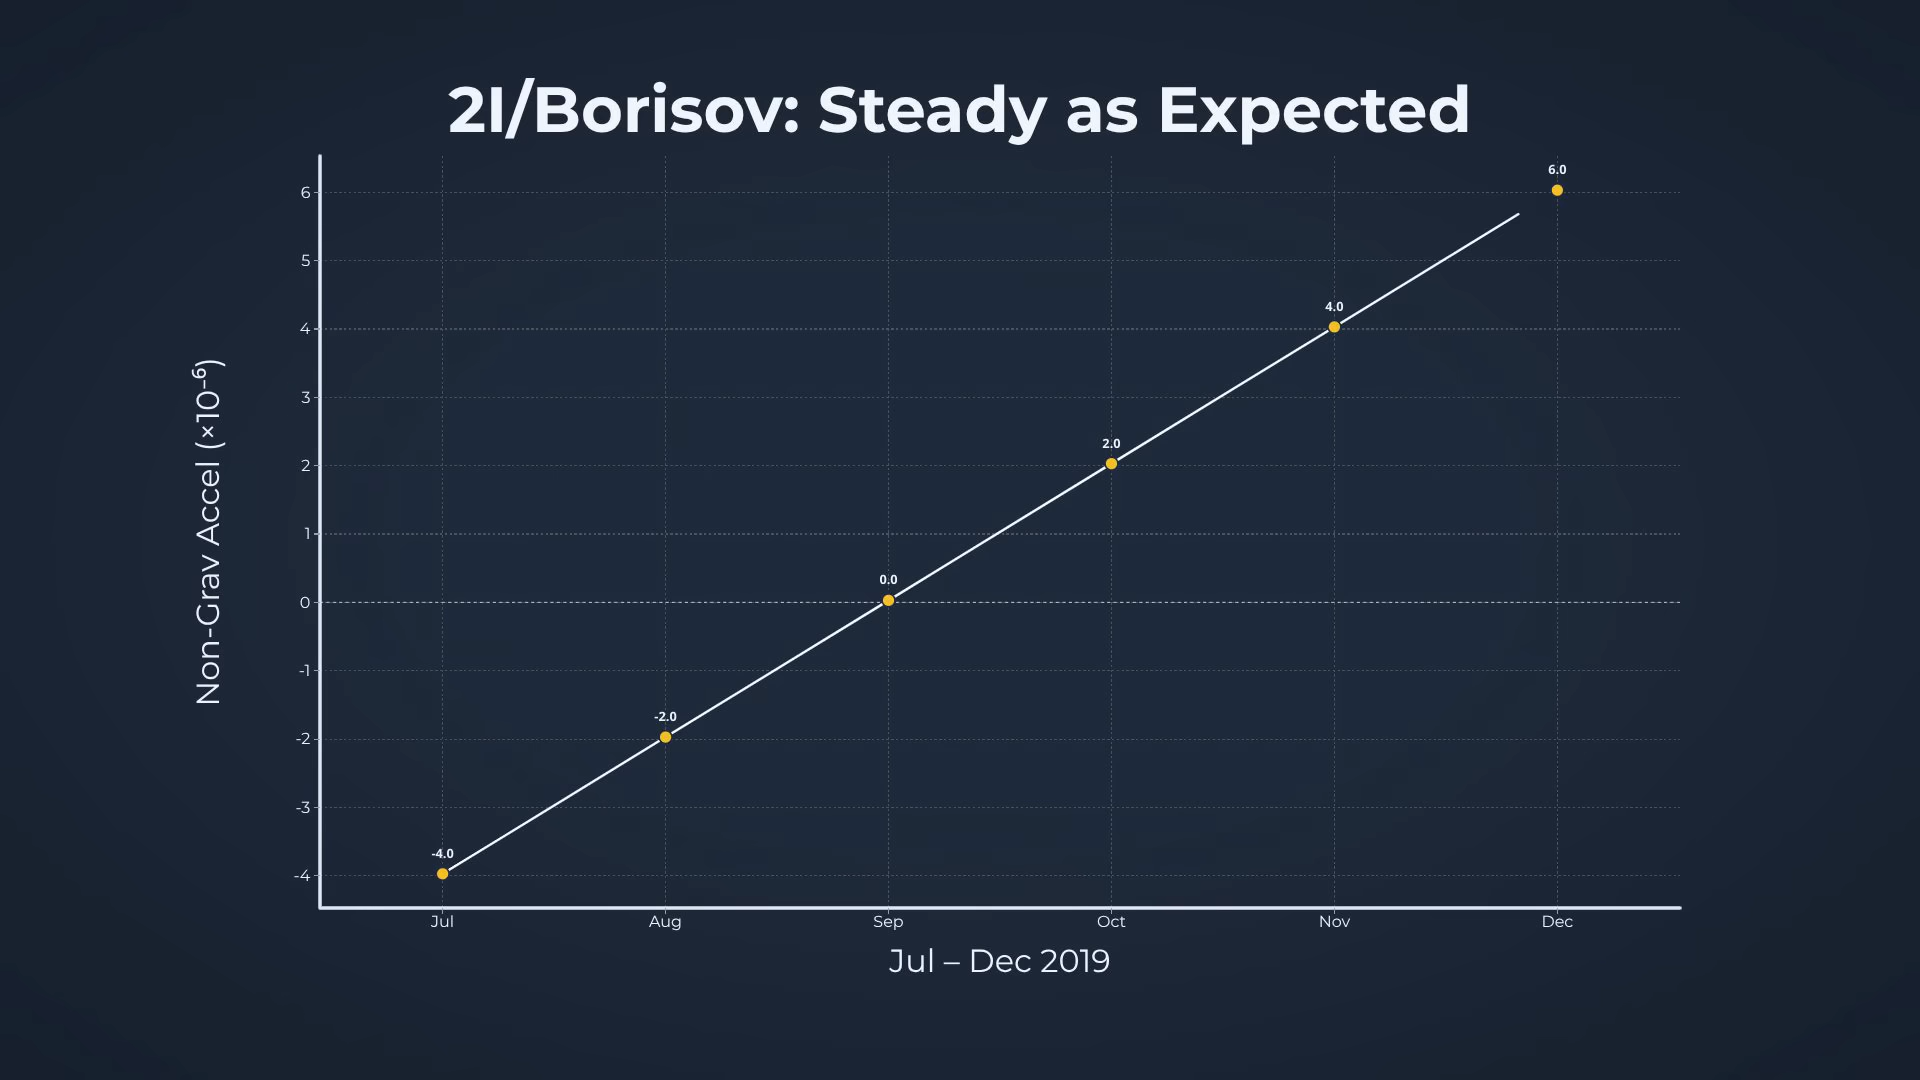 2I/Borisov: Steady as Expected
Non-Grav Accel (×10⁻⁶)
6
5
4
3
2
1
0
-1
-2
-3
-4
-4.0
-2.0
0.0
2.0
4.0
6.0
Jul
Aug
Sep
Oct
Nov
Dec
Jul – Dec 2019